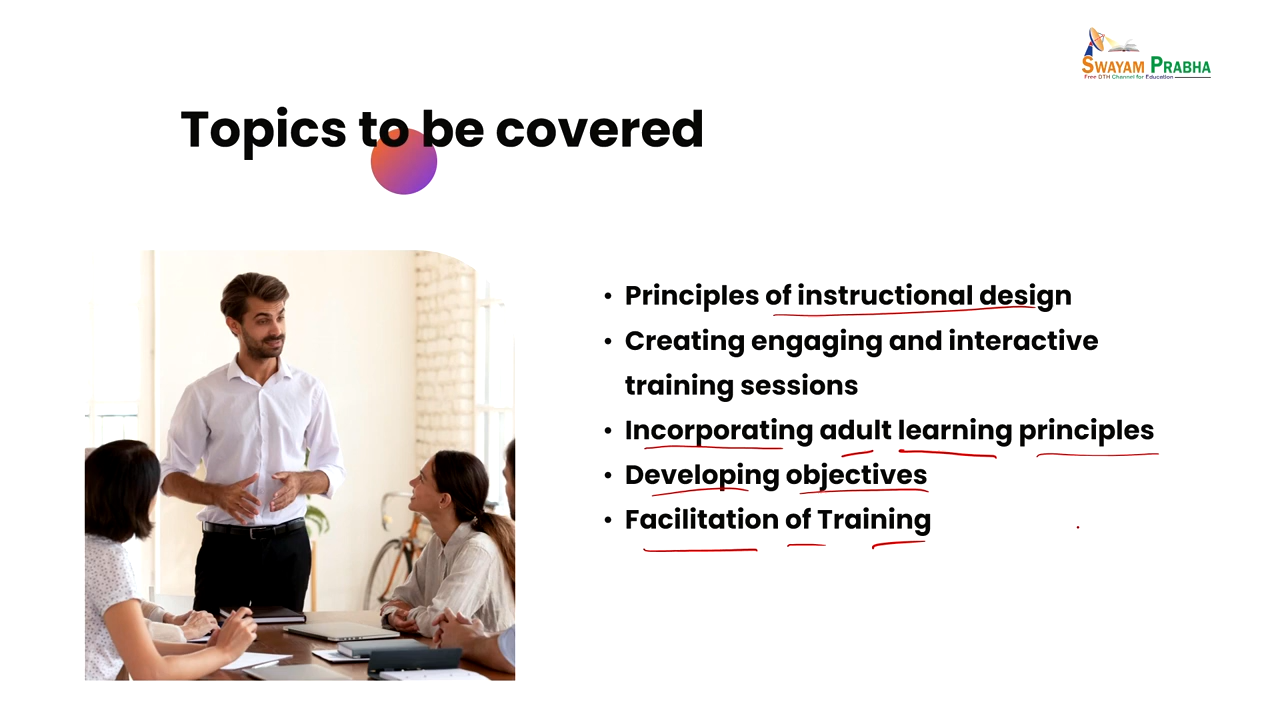 SWAYAM PRABHA
Free DTH Channel for Education
Topics to be covered
• Principles of instructional design
• Creating engaging and interactive
training sessions
• Incorporating adult learning principles
• Developing objectives
• Facilitation of Training